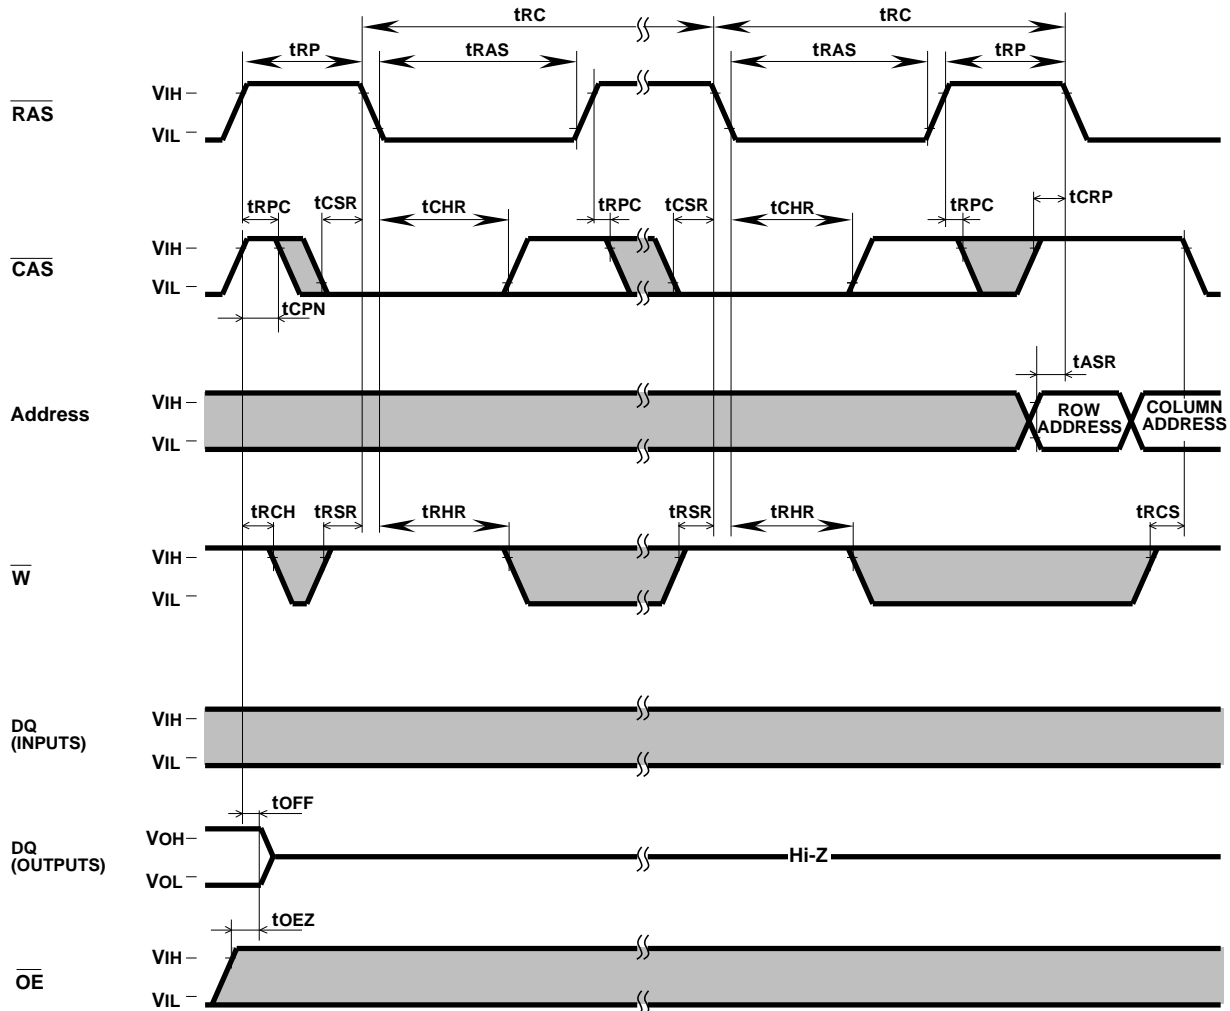 tRC tRC
tRP tRAS tRAS tRP
RAS
VIH
VIL
tRPC tCSR tCHR tRPC tCSR tCHR tRPC tCRP
CAS
VIH
VIL
tCPN
tASR
Address
VIH
VIL
ROW ADDRESS
COLUMN ADDRESS
tRCH tRSR tRHR tRSR tRHR tRCS
W
VIH
VIL
DQ
(INPUTS)
VIH
VIL
tOFF
DQ
(OUTPUTS)
VOH
VOL
Hi-Z
tOEZ
OE
VIH
VIL